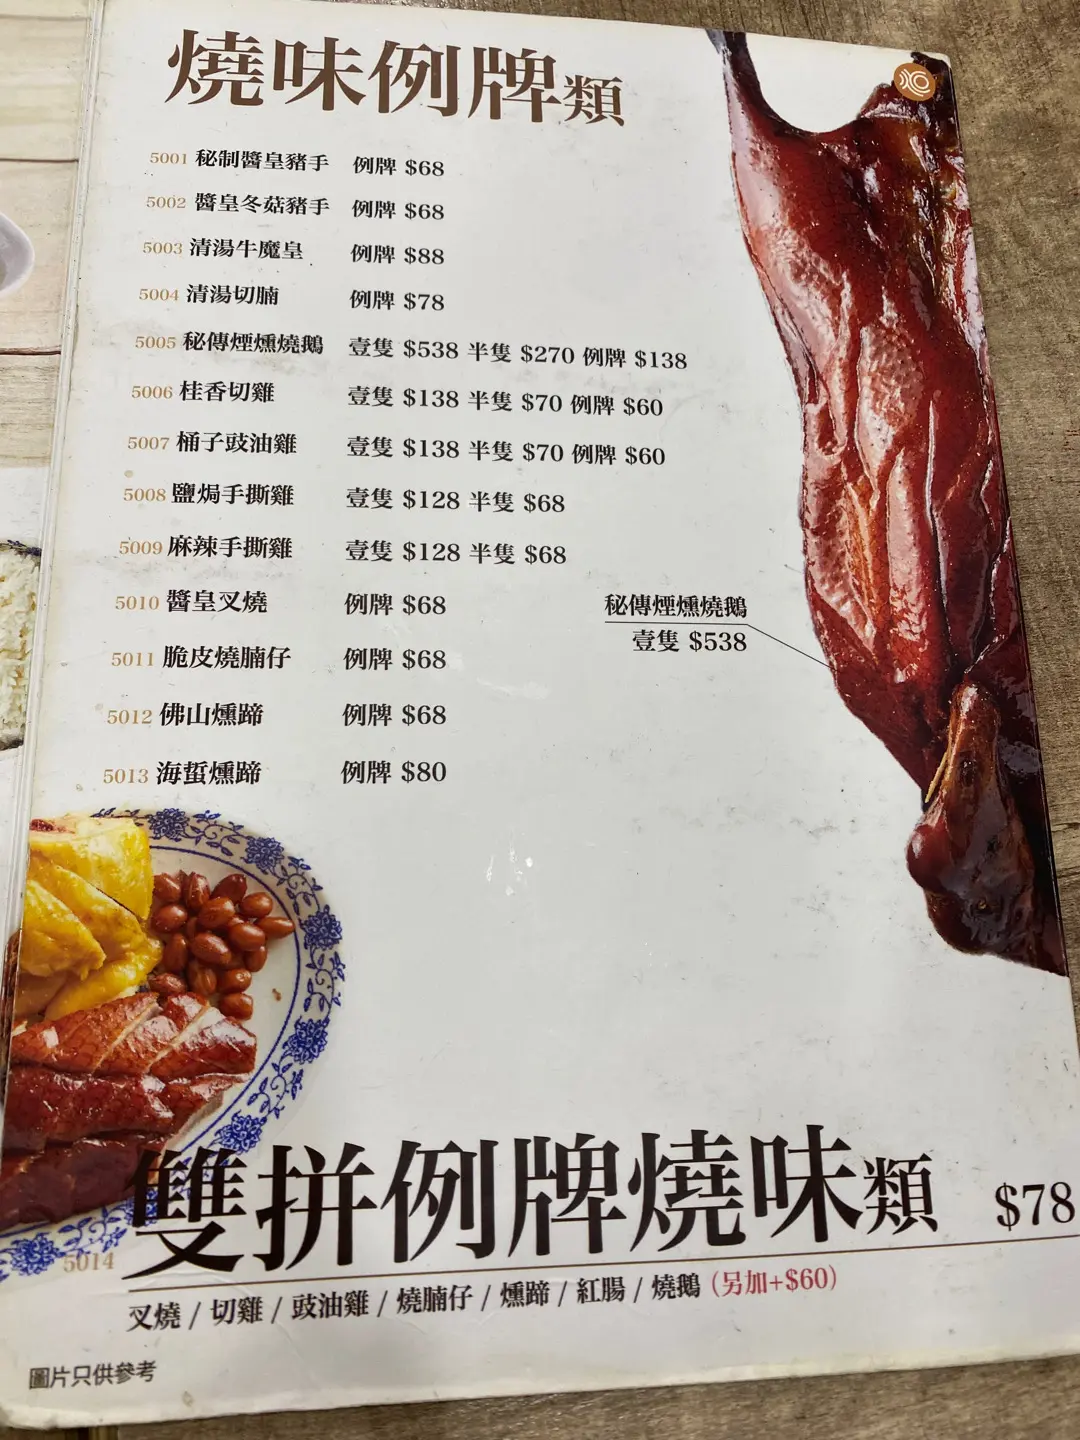 燒味例牌類
5001 秘制醬皇豬手 例牌 $68
5002 醬皇冬菇豬手 例牌 $68
5003 清湯牛魔皇 例牌 $88
5004 清湯切腩 例牌 $78
5005 秘傳煙燻燒鵝 壹隻 $538 半隻 $270 例牌 $138
5006 桂香切雞 壹隻 $138 半隻 $70 例牌 $60
5007 桶子豉油雞 壹隻 $138 半隻 $70 例牌 $60
5008 鹽焗手撕雞 壹隻 $128 半隻 $68
5009 麻辣手撕雞 壹隻 $128 半隻 $68
5010 醬皇叉燒 例牌 $68
5011 脆皮燒腩仔 例牌 $68
5012 佛山燻蹄 例牌 $68
5013 海蜇燻蹄 例牌 $80
秘傳煙燻燒鵝
壹隻 $538
5014 雙拼例牌燒味類 $78
叉燒 / 切雞 / 豉油雞 / 燒腩仔 / 燻蹄 / 紅腸 / 燒鵝 (另加+$60)
圖片只供參考